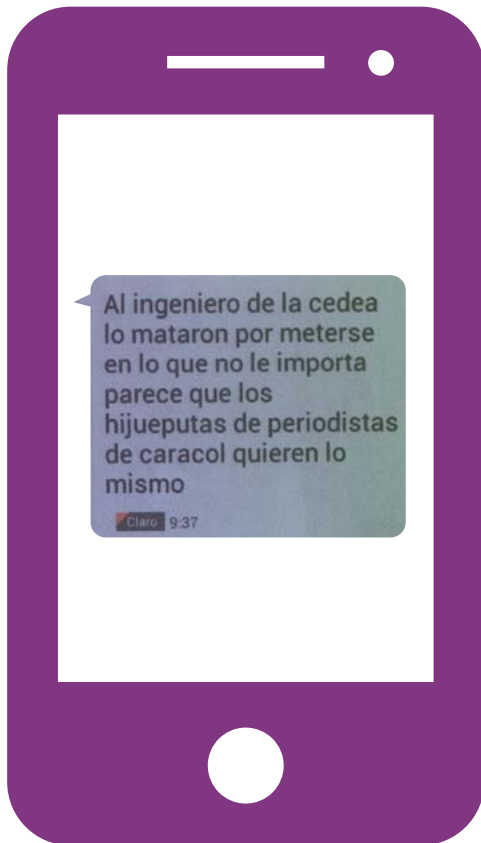 Al ingeniero de la cedea
lo mataron por meterse
en lo que no le importa
parece que los
hijueputas de periodistas
de caracol quieren lo
mismo
Claro 9:37